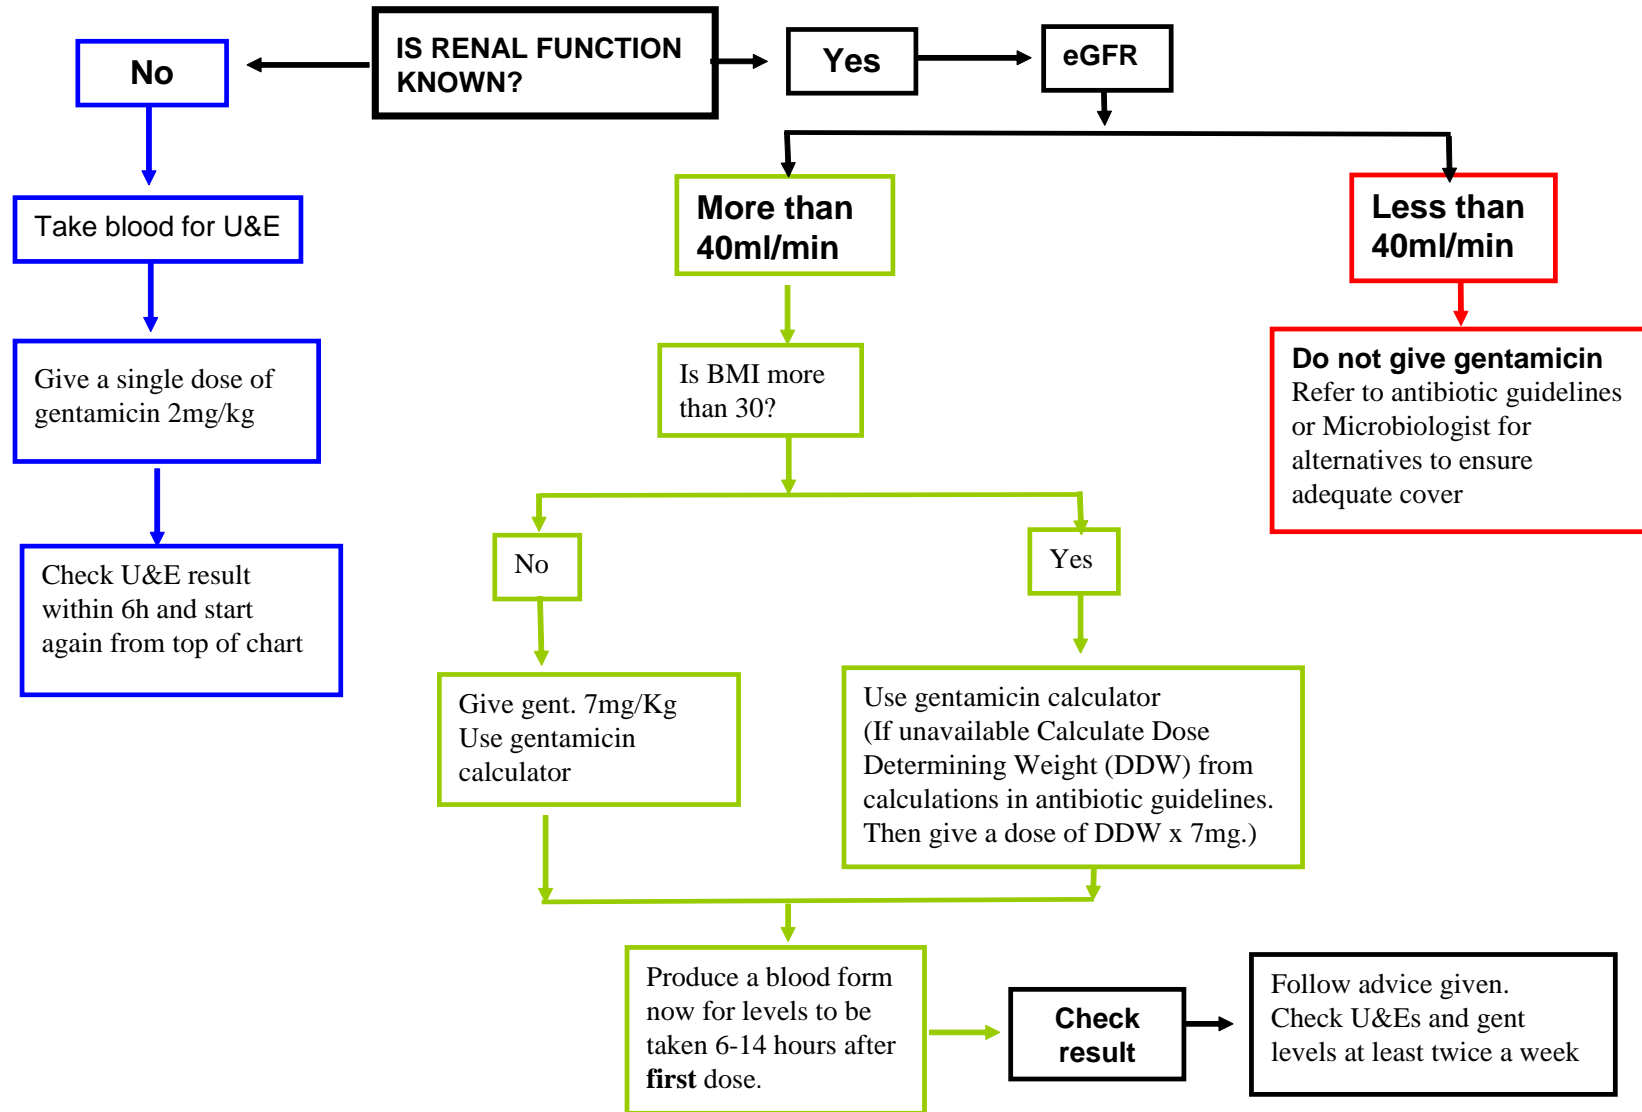 IS RENAL FUNCTION
KNOWN?
No
Take blood for U&E
Give a single dose of
gentamicin 2mg/kg
Check U&E result
within 6h and start
again from top of chart
Yes
eGFR
More than
40ml/min
Is BMI more
than 30?
No
Give gent. 7mg/Kg
Use gentamicin
calculator
Yes
Use gentamicin calculator
(If unavailable Calculate Dose
Determining Weight (DDW) from
calculations in antibiotic guidelines.
Then give a dose of DDW x 7mg.)
Less than
40ml/min
Do not give gentamicin
Refer to antibiotic guidelines
or Microbiologist for
alternatives to ensure
adequate cover
Produce a blood form
now for levels to be
taken 6-14 hours after
first dose.
Check
result
Follow advice given.
Check U&Es and gent
levels at least twice a week